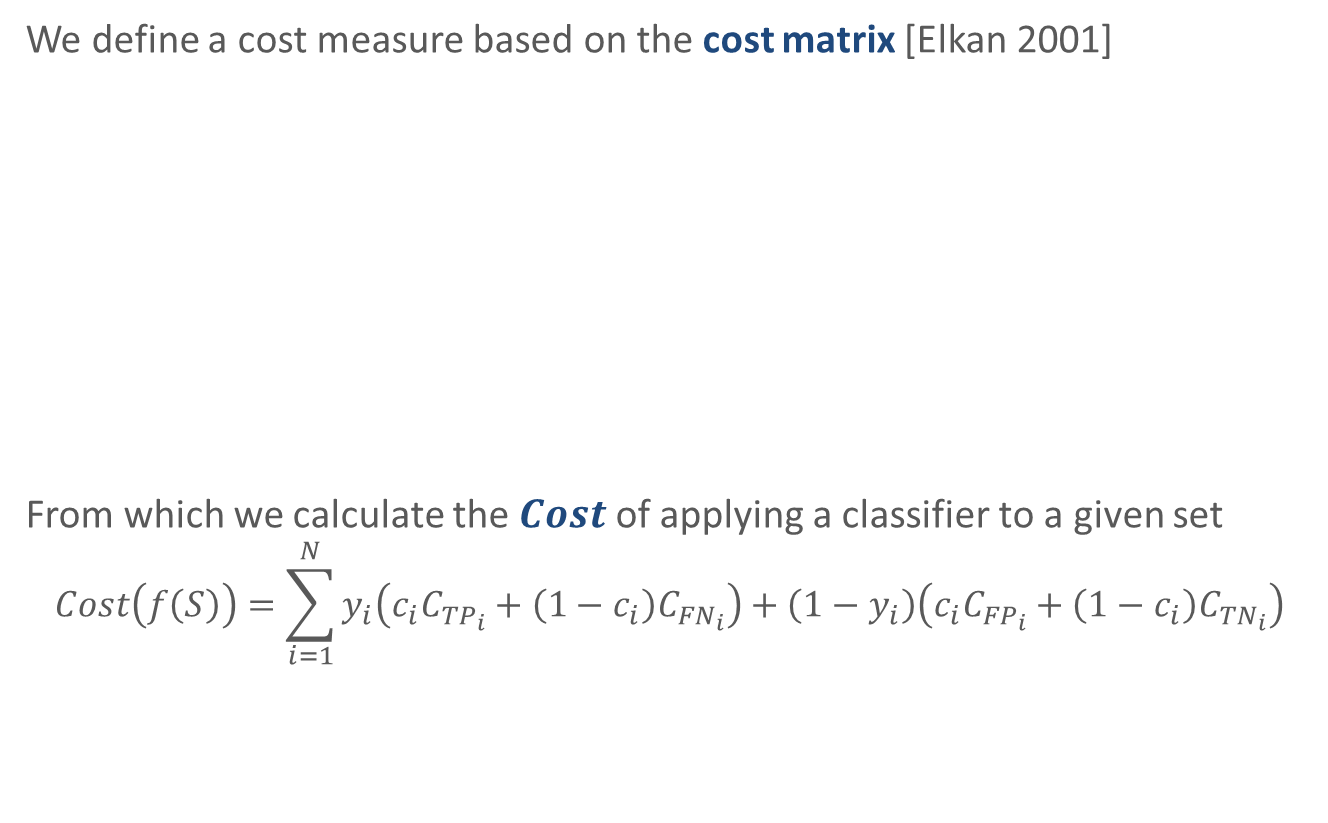 We define a cost measure based on the cost matrix [Elkan 2001]
From which we calculate the Cost of applying a classifier to a given set
Cost(f(S)) = ∑_{i=1}^{N} y_i(c_i C_{TP_i} + (1 − c_i)C_{FN_i}) + (1 − y_i)(c_i C_{FP_i} + (1 − c_i)C_{TN_i})